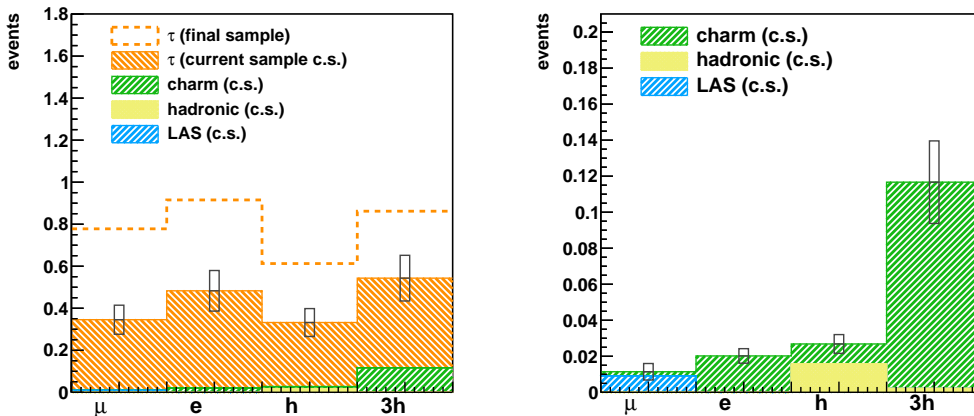 events
1.8
1.6
1.4
1.2
1
0.8
0.6
0.4
0.2
0
τ (final sample)
τ (current sample c.s.)
charm (c.s.)
hadronic (c.s.)
LAS (c.s.)
μ e h 3h
events
0.2
0.18
0.16
0.14
0.12
0.1
0.08
0.06
0.04
0.02
0
charm (c.s.)
hadronic (c.s.)
LAS (c.s.)
μ e h 3h